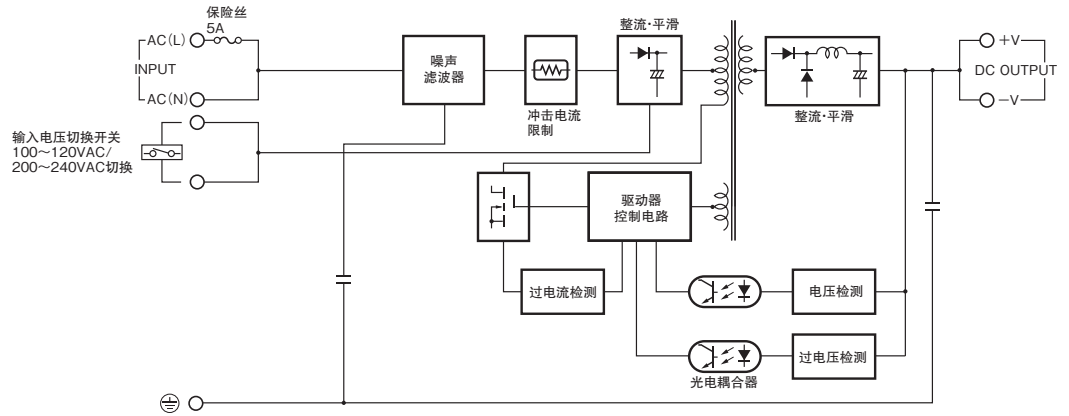 保险丝
5A
AC(L)
INPUT
AC(N)
输入电压切换开关
100～120VAC/
200～240VAC切换
噪声
滤波器
冲击电流
限制
整流·平滑
整流·平滑
+V
DC OUTPUT
−V
驱动器
控制电路
过电流检测
电压检测
过电压检测
光电耦合器